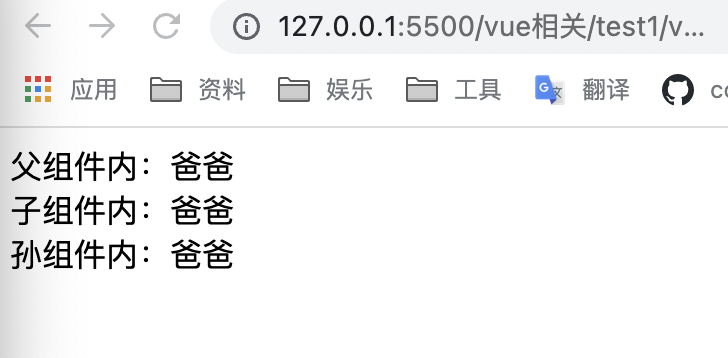 127.0.0.1:5500/vue相关/test1/v...
应用 资料 娱乐 工具 翻译 co
父组件内：爸爸
子组件内：爸爸
孙组件内：爸爸